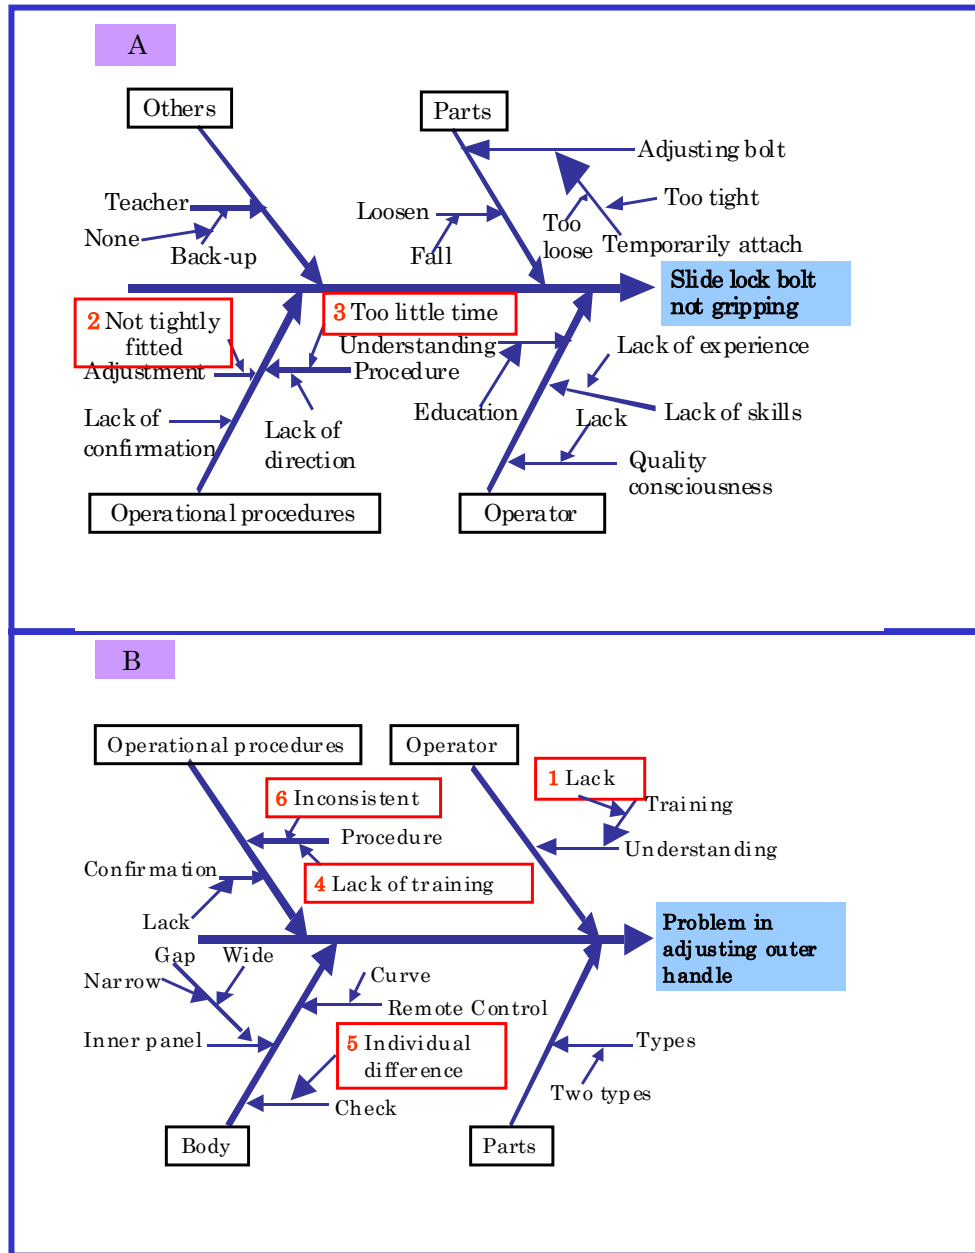 A
Others
Parts
Adjusting bolt
Teacher
Loosen
Too tight
None
Too
loose
Back-up
Fall
Temporarily attach
Slide lock bolt
not gripping
2 Not tightly
fitted
3 Too little time
Understanding
Lack of experience
Adjustment
Procedure
Education
Lack
Lack of skills
Lack of
confirmation
Lack of
direction
Quality
consciousness
Operational procedures
Operator
B
Operational procedures
Operator
1 Lack
6 Inconsistent
Training
Procedure
Understanding
Confirmation
4 Lack of training
Lack
Problem in
adjusting outer
handle
Gap
Wide
Narrow
Curve
Remote Control
Inner panel
5 Individual
difference
Types
Two types
Check
Body
Parts